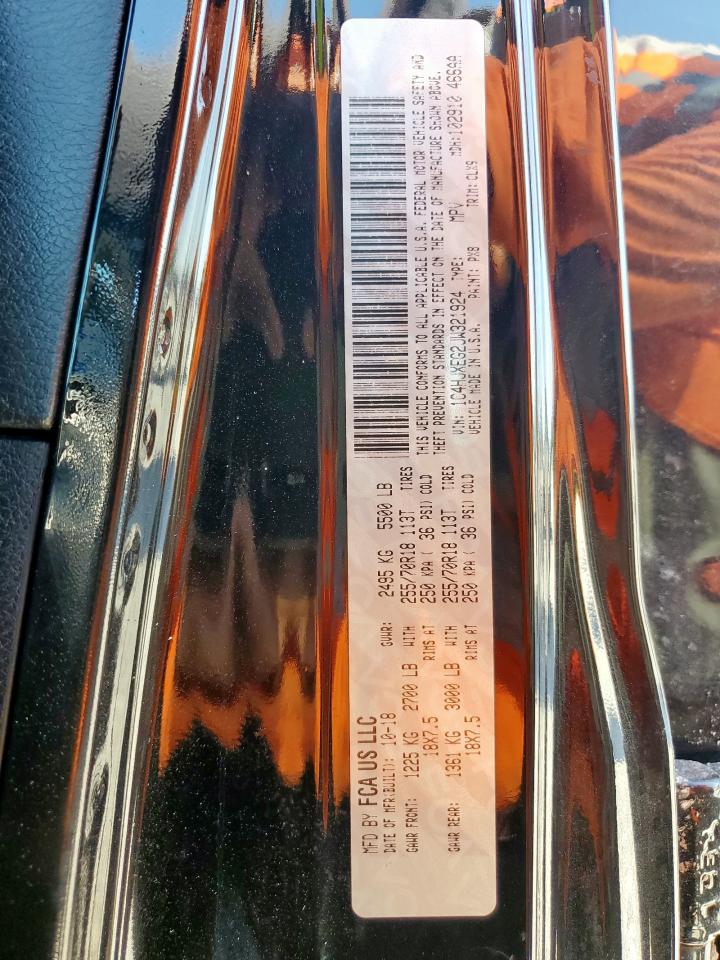 MFD BY FCA US LLC
DATE OF MFR(BUILT): 10-18 GVWR: 2495 KG 5500 LB
GAWR FRONT: 1225 KG 2700 LB WITH 255/70R18 113T TIRES
18X7.5 RIMS AT 250 KPA ( 36 PSI) COLD
GAWR REAR: 1361 KG 3000 LB WITH 255/70R18 113T TIRES
18X7.5 RIMS AT 250 KPA ( 36 PSI) COLD
THIS VEHICLE CONFORMS TO ALL APPLICABLE U.S.A. FEDERAL MOTOR VEHICLE SAFETY AND
THEFT PREVENTION STANDARDS IN EFFECT ON THE DATE OF MANUFACTURE SHOWN ABOVE.
VIN: 1C4HJXEG2JW321924 TYPE: MPV MDH: 102910 466AA
VEHICLE MADE IN U.S.A. PAINT: PX8 TRIM: CLX9
JEEP